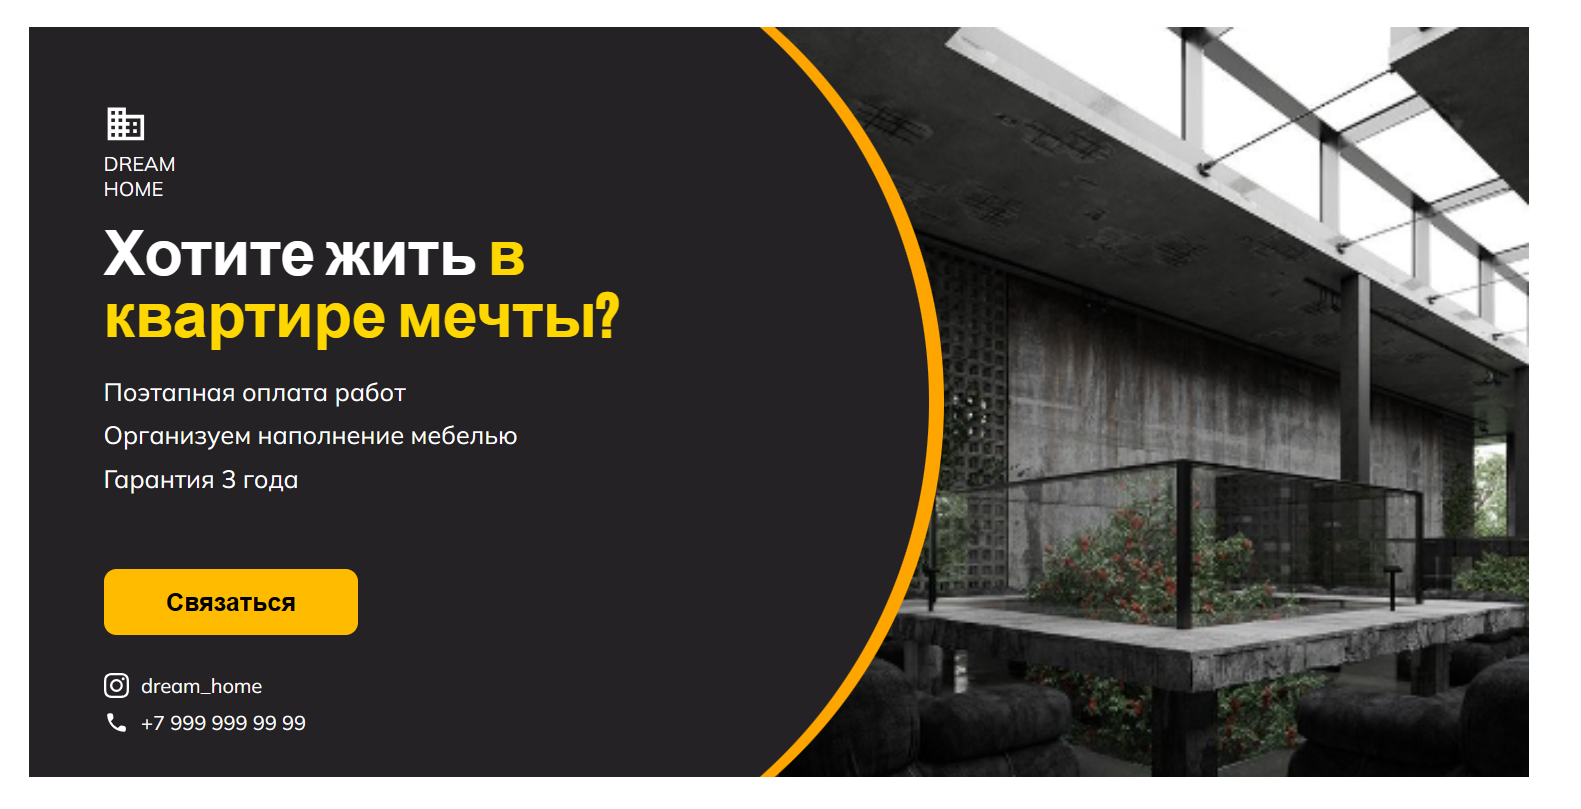 DREAM
HOME
Хотите жить в
квартире мечты?
Поэтапная оплата работ
Организуем наполнение мебелью
Гарантия 3 года
Связаться
dream_home
+7 999 999 99 99